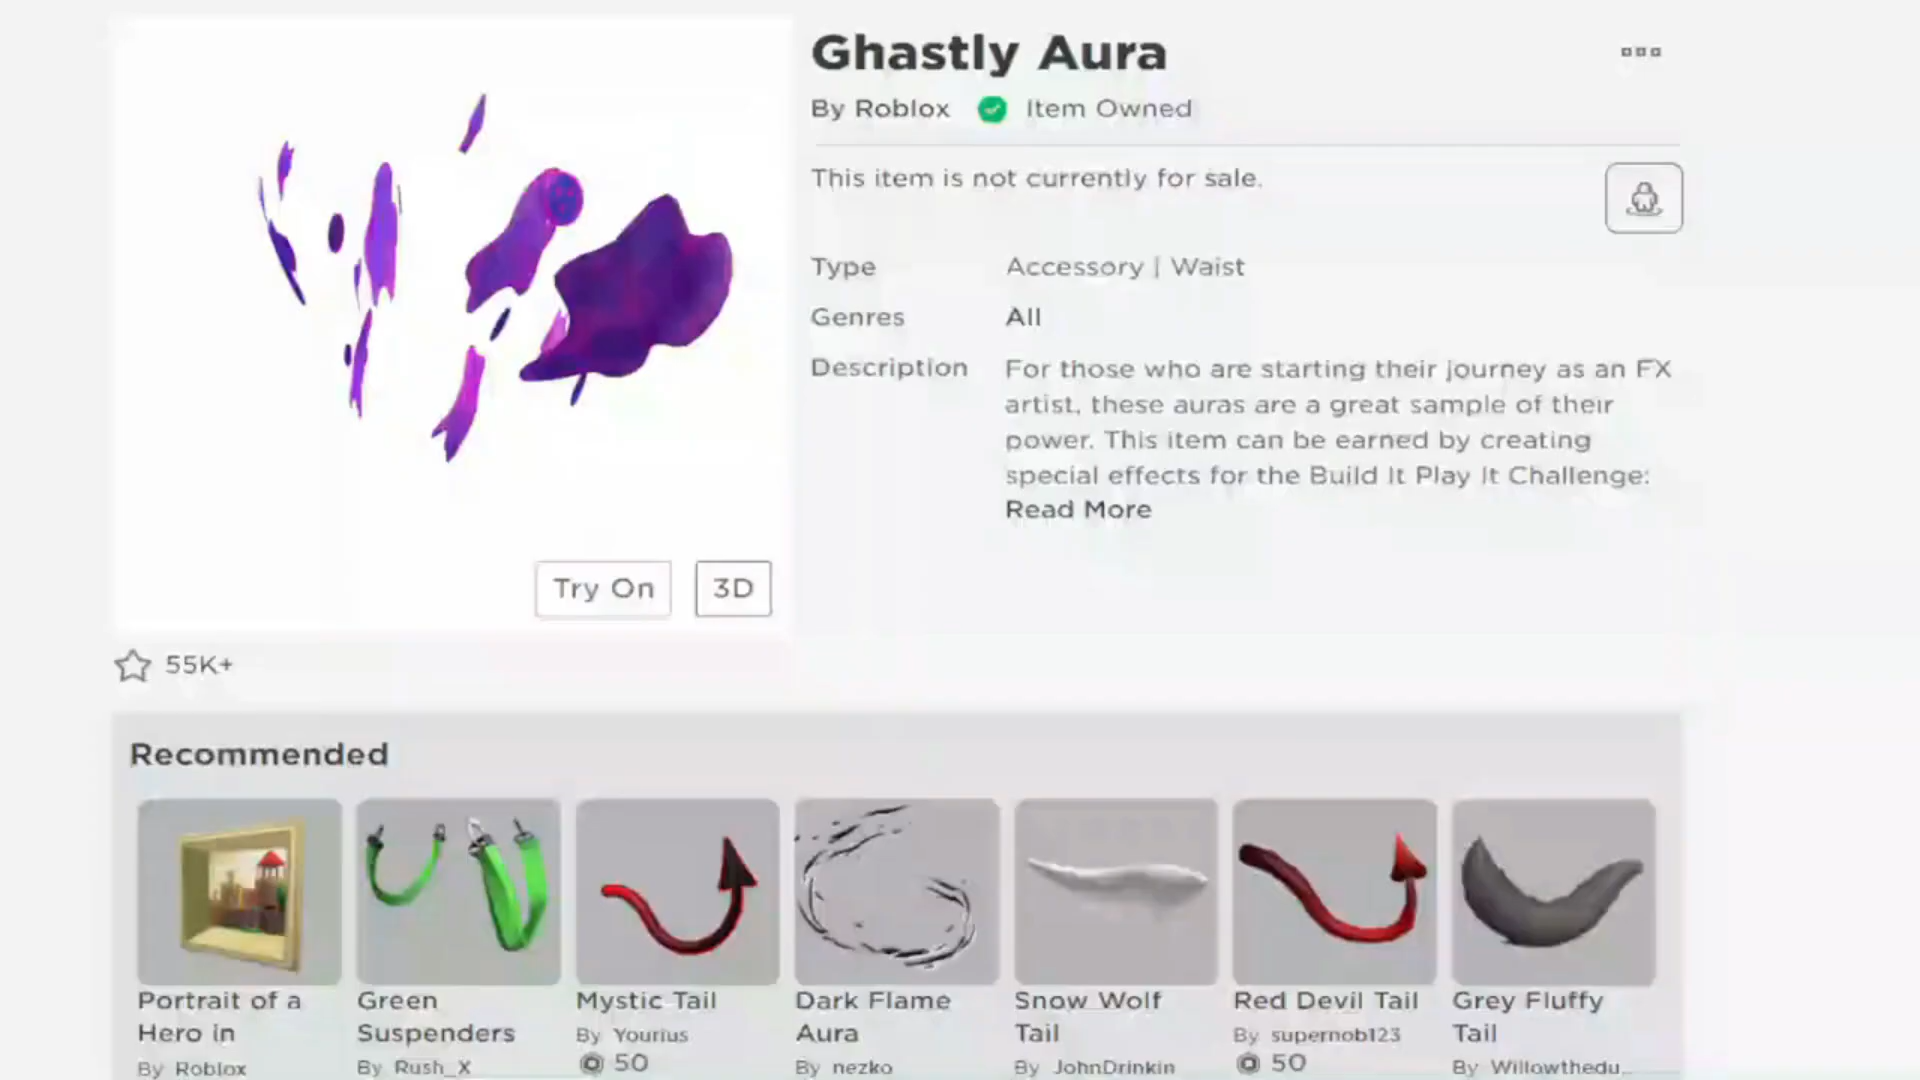 Ghastly Aura
By Roblox Item Owned
This item is not currently for sale.
Type Accessory | Waist
Genres All
Description For those who are starting their journey as an FX
artist, these auras are a great sample of their
power. This item can be earned by creating
special effects for the Build It Play It Challenge:
Read More
Try On 3D
55K+
Recommended
Portrait of a
Hero in
By Roblox
Green
Suspenders
By Rush_X
Mystic Tail
By Yourius
50
Dark Flame
Aura
By nezko
Snow Wolf
Tail
By JohnDrinkin
Red Devil Tail
By supernob123
50
Grey Fluffy
Tail
By Willowthedu...